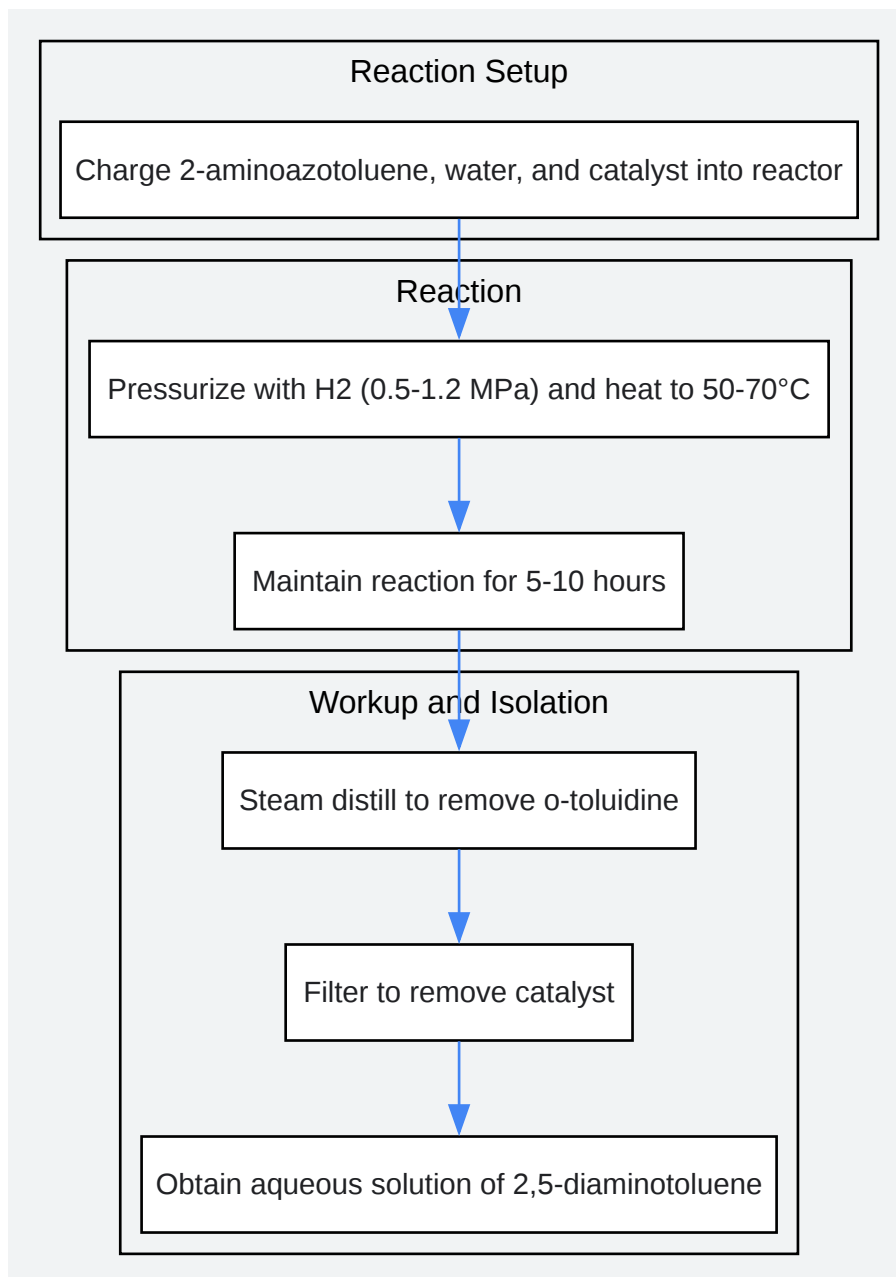 Reaction Setup
Charge 2-aminoazotoluene, water, and catalyst into reactor
Reaction
Pressurize with H2 (0.5-1.2 MPa) and heat to 50-70°C
Maintain reaction for 5-10 hours
Workup and Isolation
Steam distill to remove o-toluidine
Filter to remove catalyst
Obtain aqueous solution of 2,5-diaminotoluene